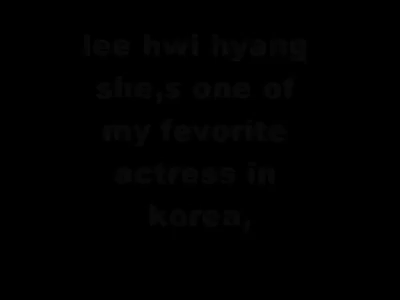 lee hwi hyang
she,s one of
my fevorite
actress in
korea,